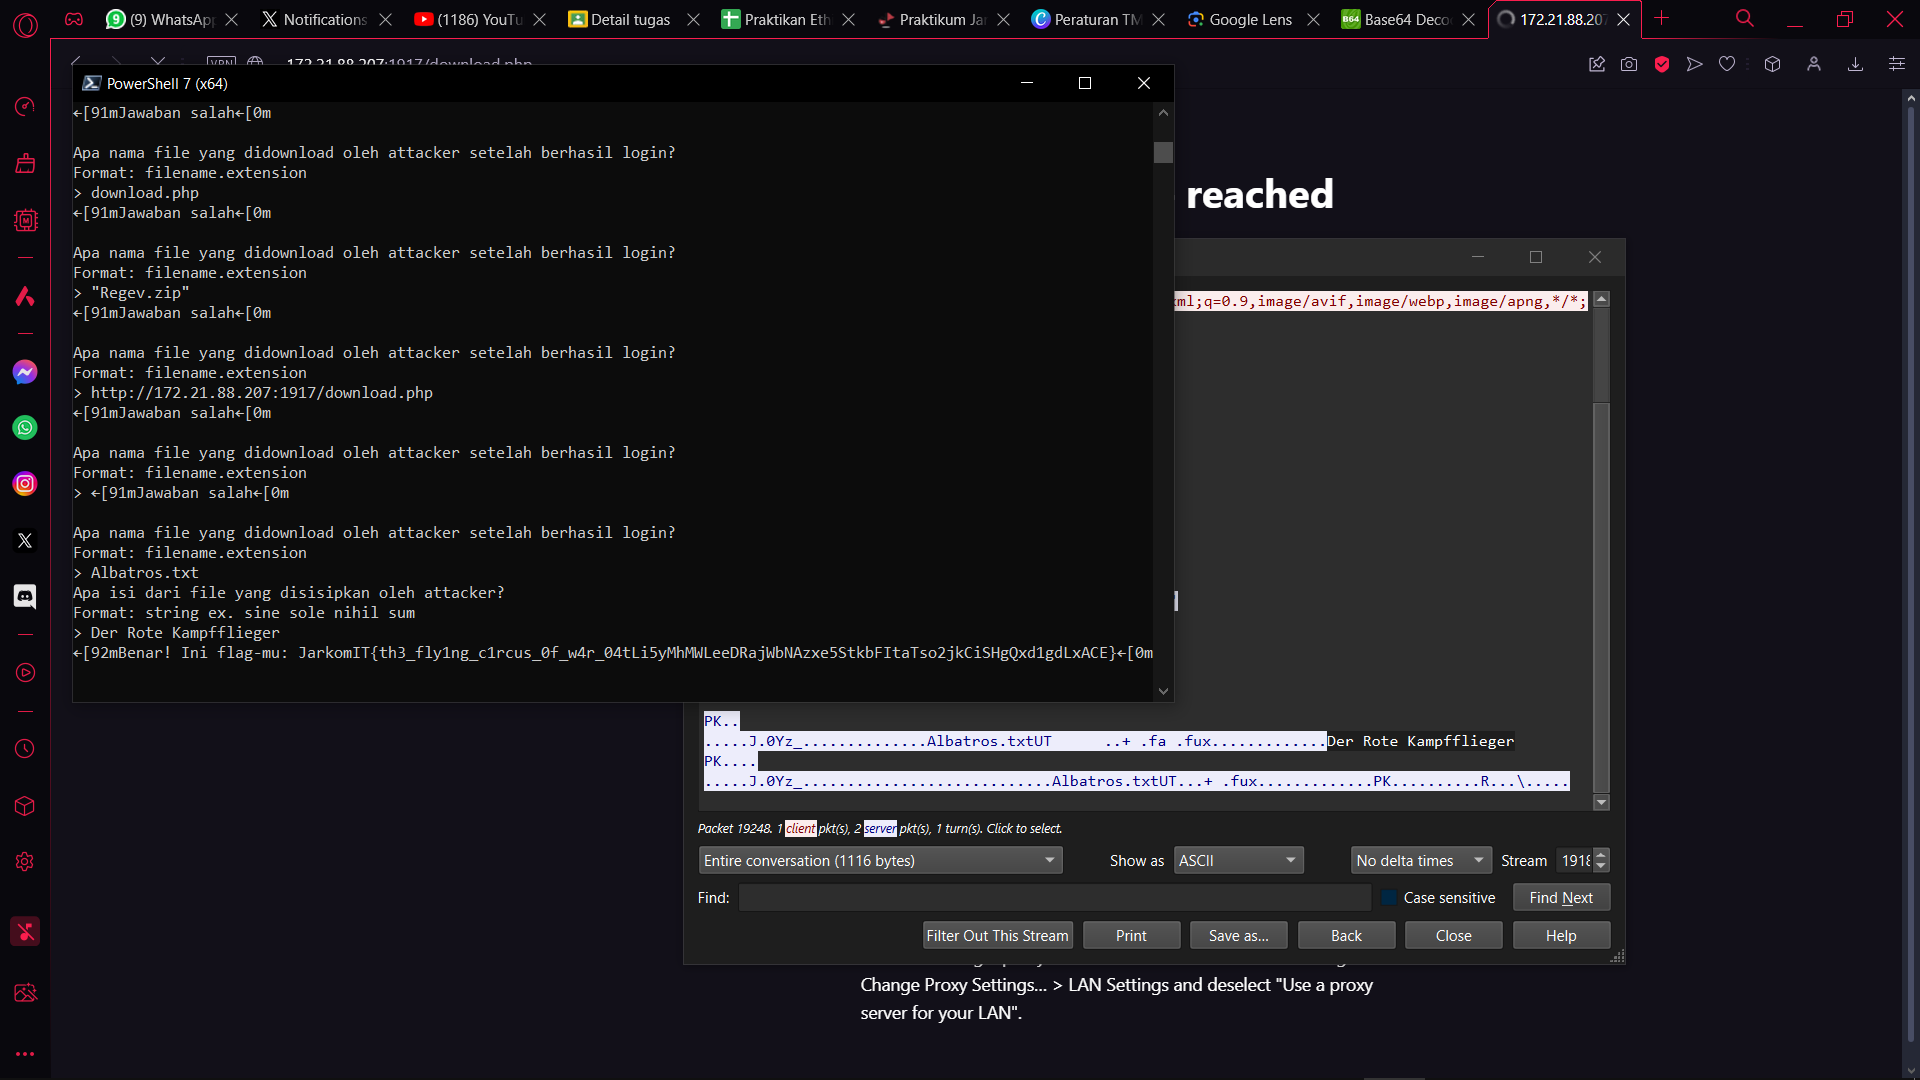 (9) WhatsApp
Notifications
(1186) YouTu
Detail tugas
Praktikan Eth
Praktikum Jar
Peraturan TM
Google Lens
Base64 Deco
172.21.88.207
VPN
172.21.88.207:1917/download.php
PowerShell 7 (x64)
←[91mJawaban salah←[0m
Apa nama file yang didownload oleh attacker setelah berhasil login?
Format: filename.extension
> download.php
←[91mJawaban salah←[0m
Apa nama file yang didownload oleh attacker setelah berhasil login?
Format: filename.extension
> "Regev.zip"
←[91mJawaban salah←[0m
Apa nama file yang didownload oleh attacker setelah berhasil login?
Format: filename.extension
> http://172.21.88.207:1917/download.php
←[91mJawaban salah←[0m
Apa nama file yang didownload oleh attacker setelah berhasil login?
Format: filename.extension
> ←[91mJawaban salah←[0m
Apa nama file yang didownload oleh attacker setelah berhasil login?
Format: filename.extension
> Albatros.txt
Apa isi dari file yang disisipkan oleh attacker?
Format: string ex. sine sole nihil sum
> Der Rote Kampfflieger
←[92mBenar! Ini flag-mu: JarkomIT{th3_fly1ng_c1rcus_0f_w4r_04tLi5yMhMWLeeDRajWbNAzxe5StkbFItaTso2jkCiSHgQxd1gdLxACE}←[0m
reached
ml;q=0.9,image/avif,image/webp,image/apng,*/*;
PK..
.....J.0Yz_..............Albatros.txtUT      ..+ .fa .fux.............Der Rote Kampfflieger
PK....
.....J.0Yz_............................Albatros.txtUT...+ .fux.............PK..........R...\.....
Packet 19248. 1 client pkt(s), 2 server pkt(s), 1 turn(s). Click to select.
Entire conversation (1116 bytes)
Show as
ASCII
No delta times
Stream
1918
Find:
Case sensitive
Find Next
Filter Out This Stream
Print
Save as...
Back
Close
Help
Change Proxy Settings... > LAN Settings and deselect "Use a proxy
server for your LAN".